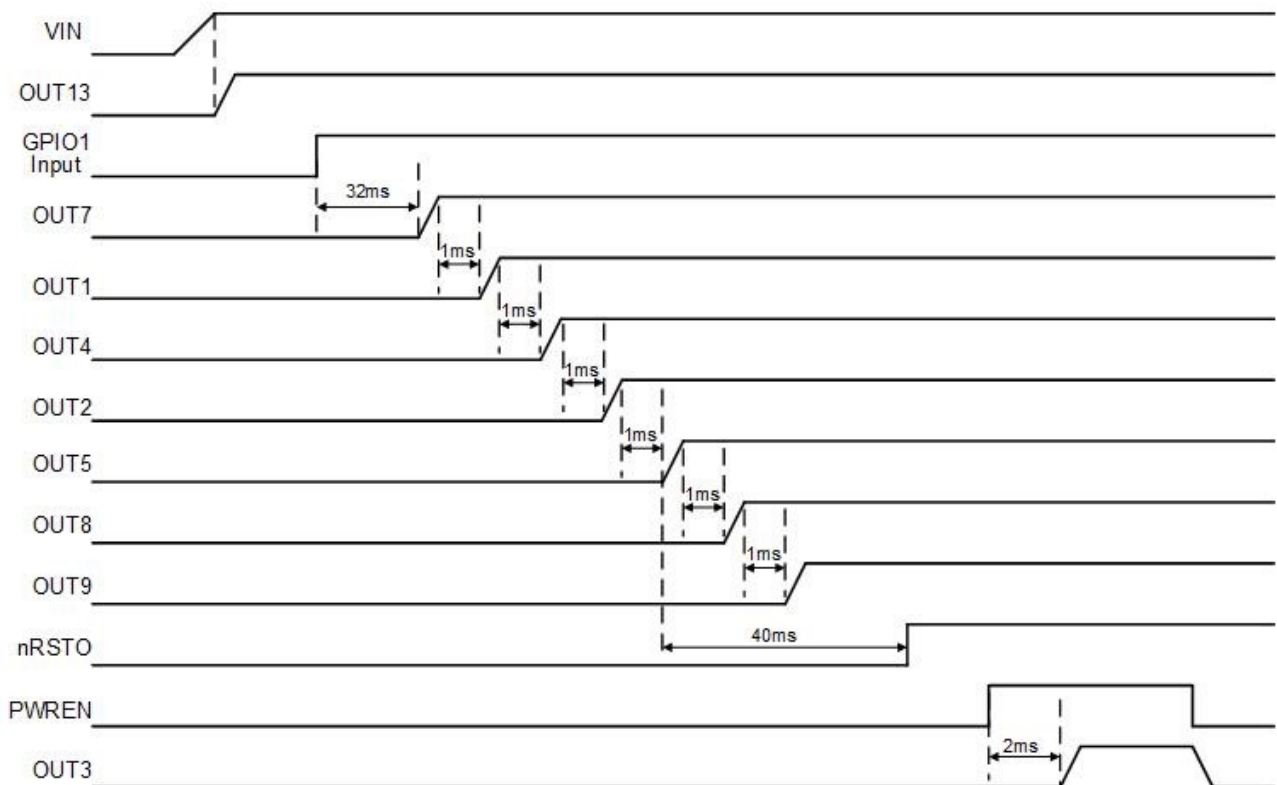 VIN
OUT13
GPIO1
Input
32ms
OUT7
1ms
OUT1
1ms
OUT4
1ms
OUT2
1ms
OUT5
1ms
OUT8
1ms
OUT9
40ms
nRSTO
PWREN
2ms
OUT3